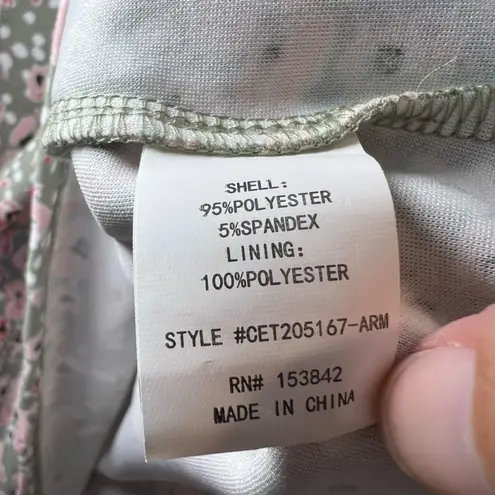 SHELL:
95%POLYESTER
5%SPANDEX
LINING:
100%POLYESTER
STYLE #CET205167-ARM
RN# 153842
MADE IN CHINA